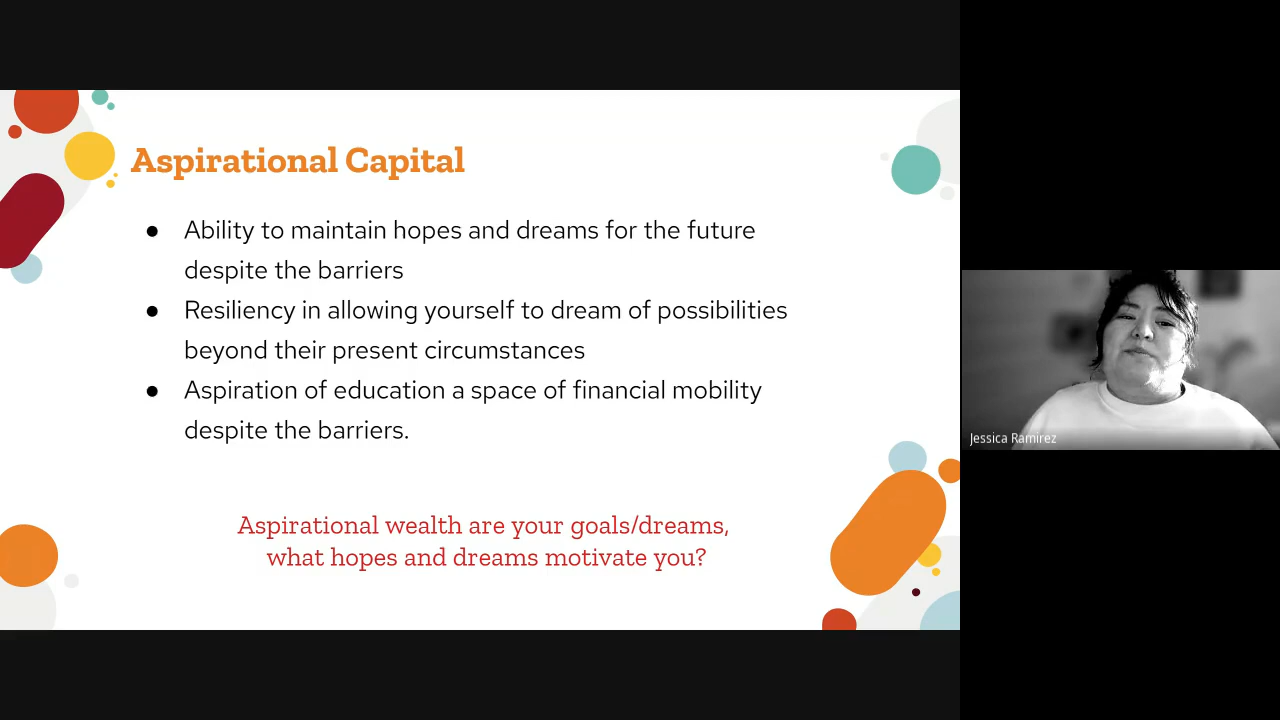 Aspirational Capital
● Ability to maintain hopes and dreams for the future
despite the barriers
● Resiliency in allowing yourself to dream of possibilities
beyond their present circumstances
● Aspiration of education a space of financial mobility
despite the barriers.
Aspirational wealth are your goals/dreams,
what hopes and dreams motivate you?
Jessica Ramirez